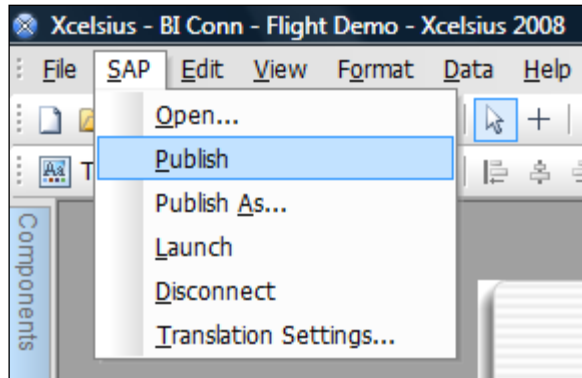 Xcelsius - BI Conn - Flight Demo - Xcelsius 2008
File SAP Edit View Format Data Help
Open...
Publish
Publish As...
Launch
Disconnect
Translation Settings...
Components